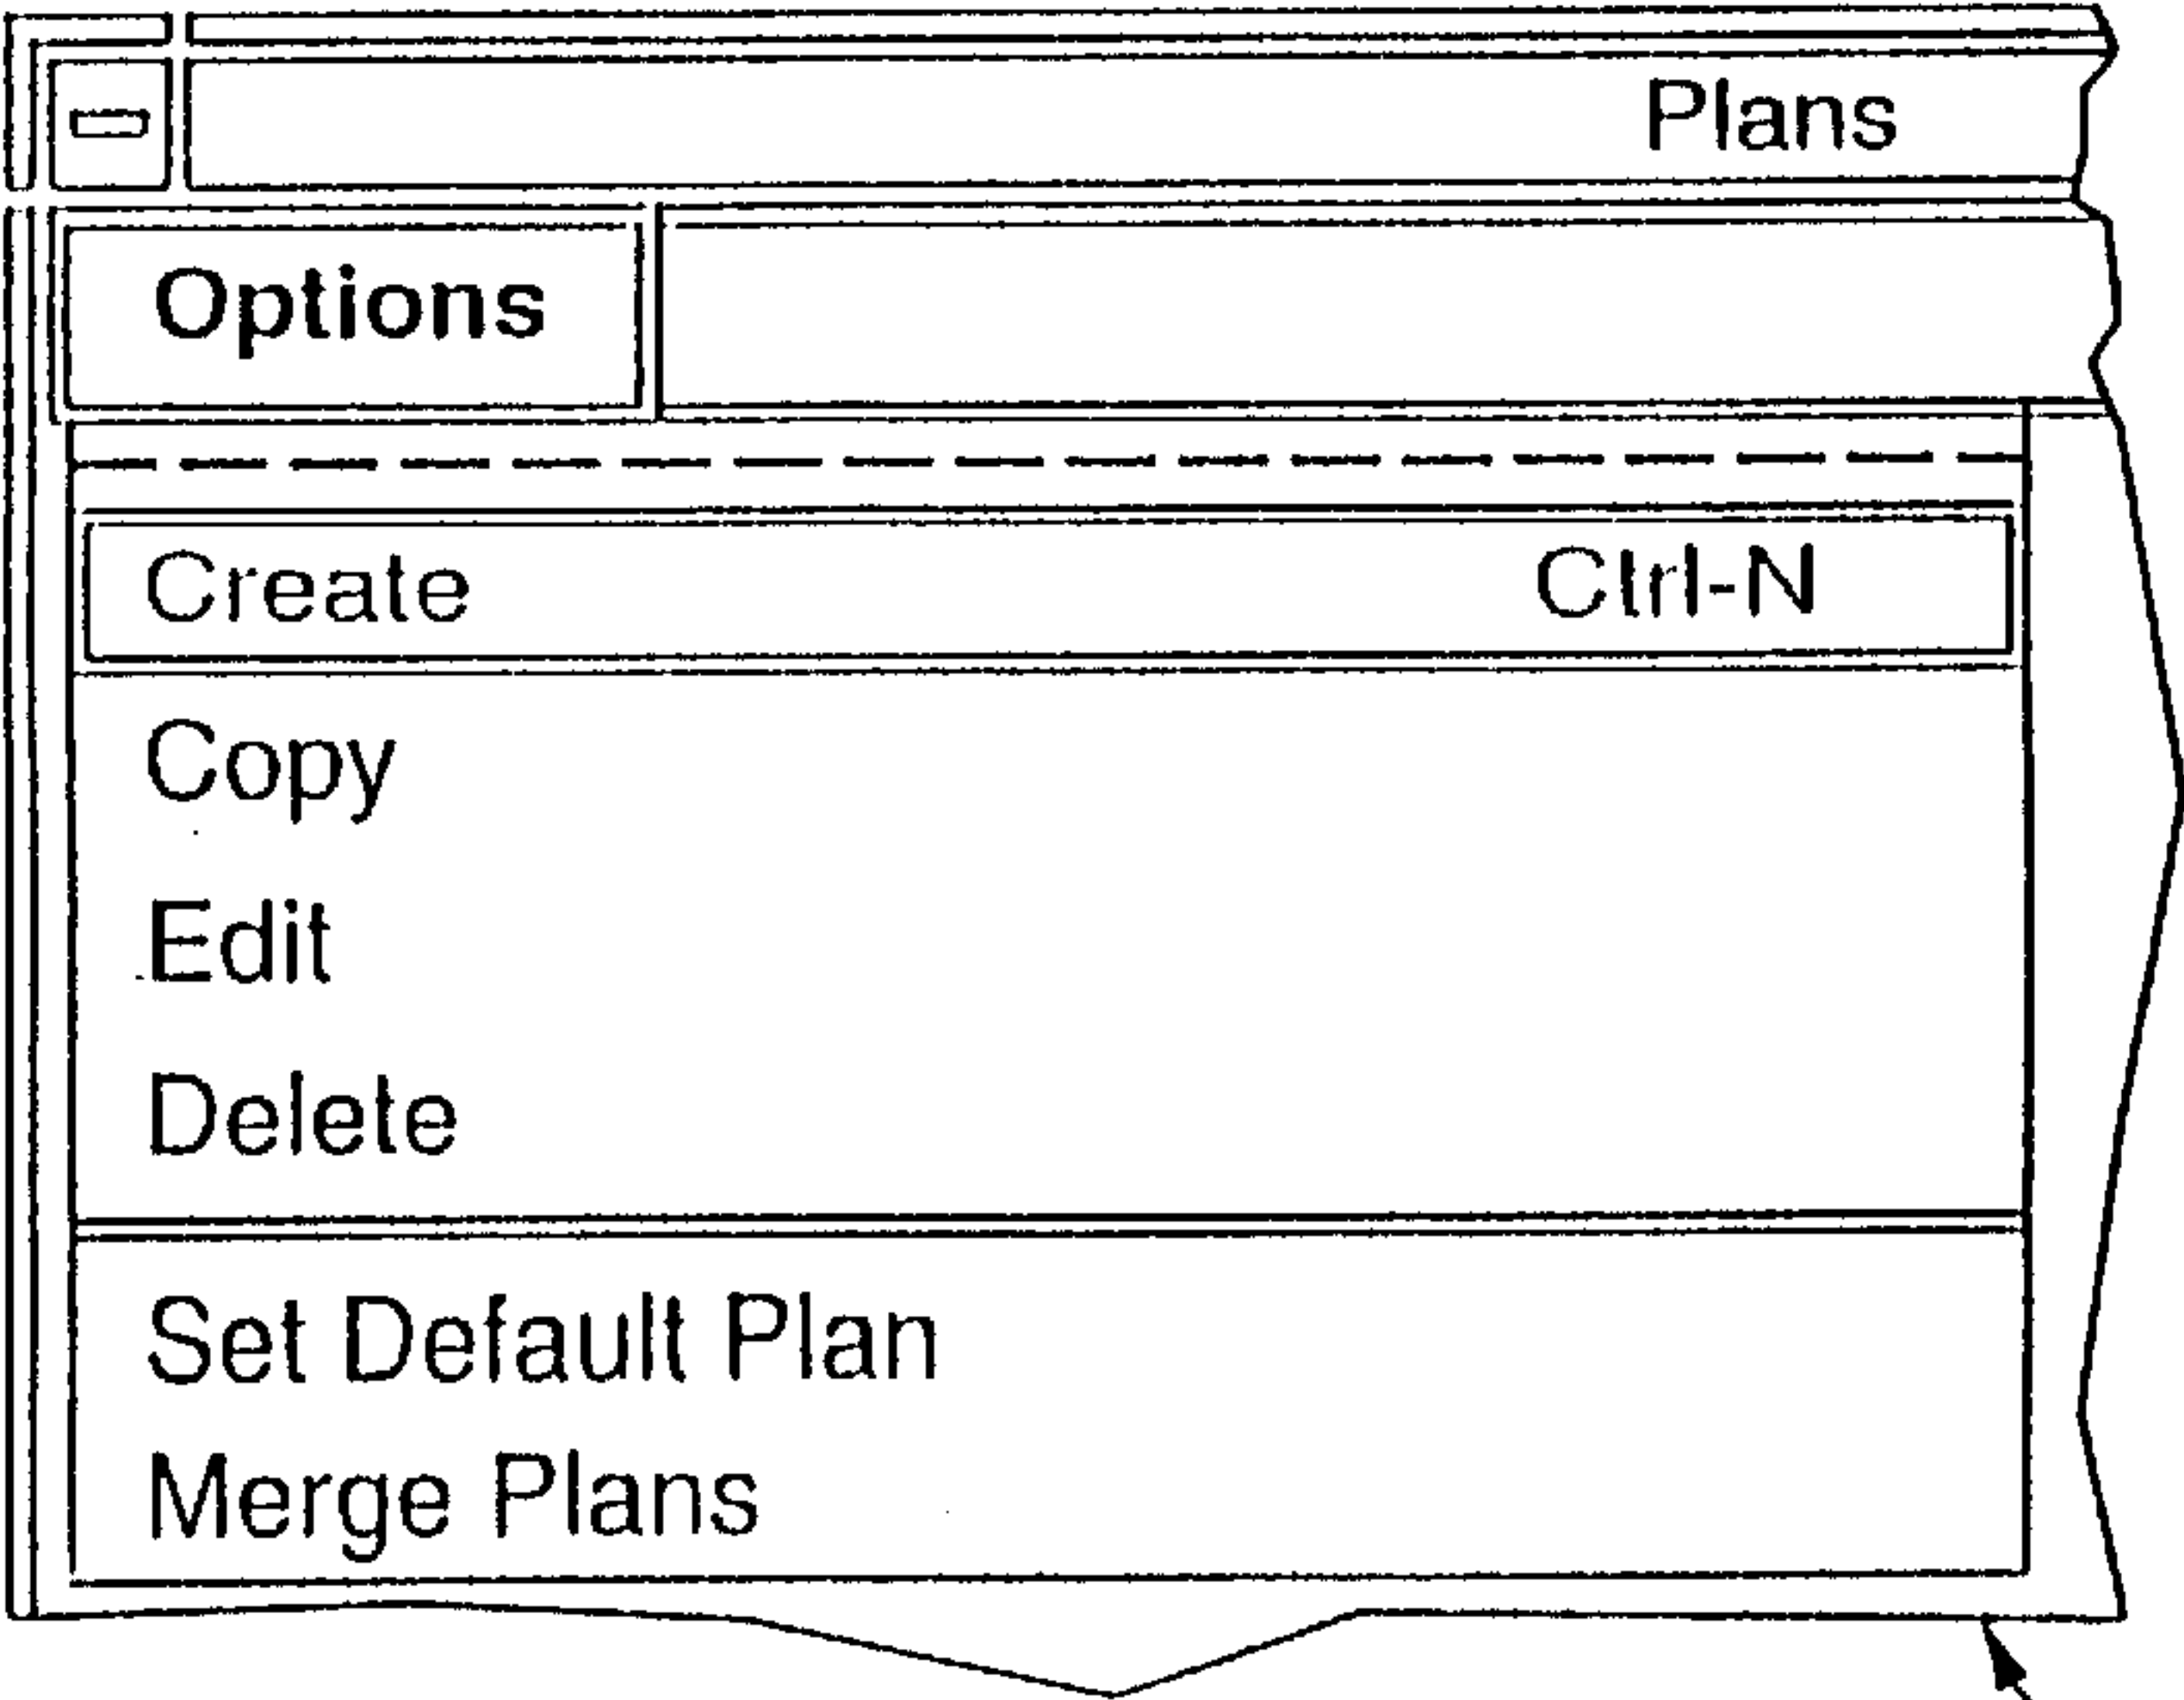 Plans
Options
Create Ctrl-N
Copy
Edit
Delete
Set Default Plan
Merge Plans